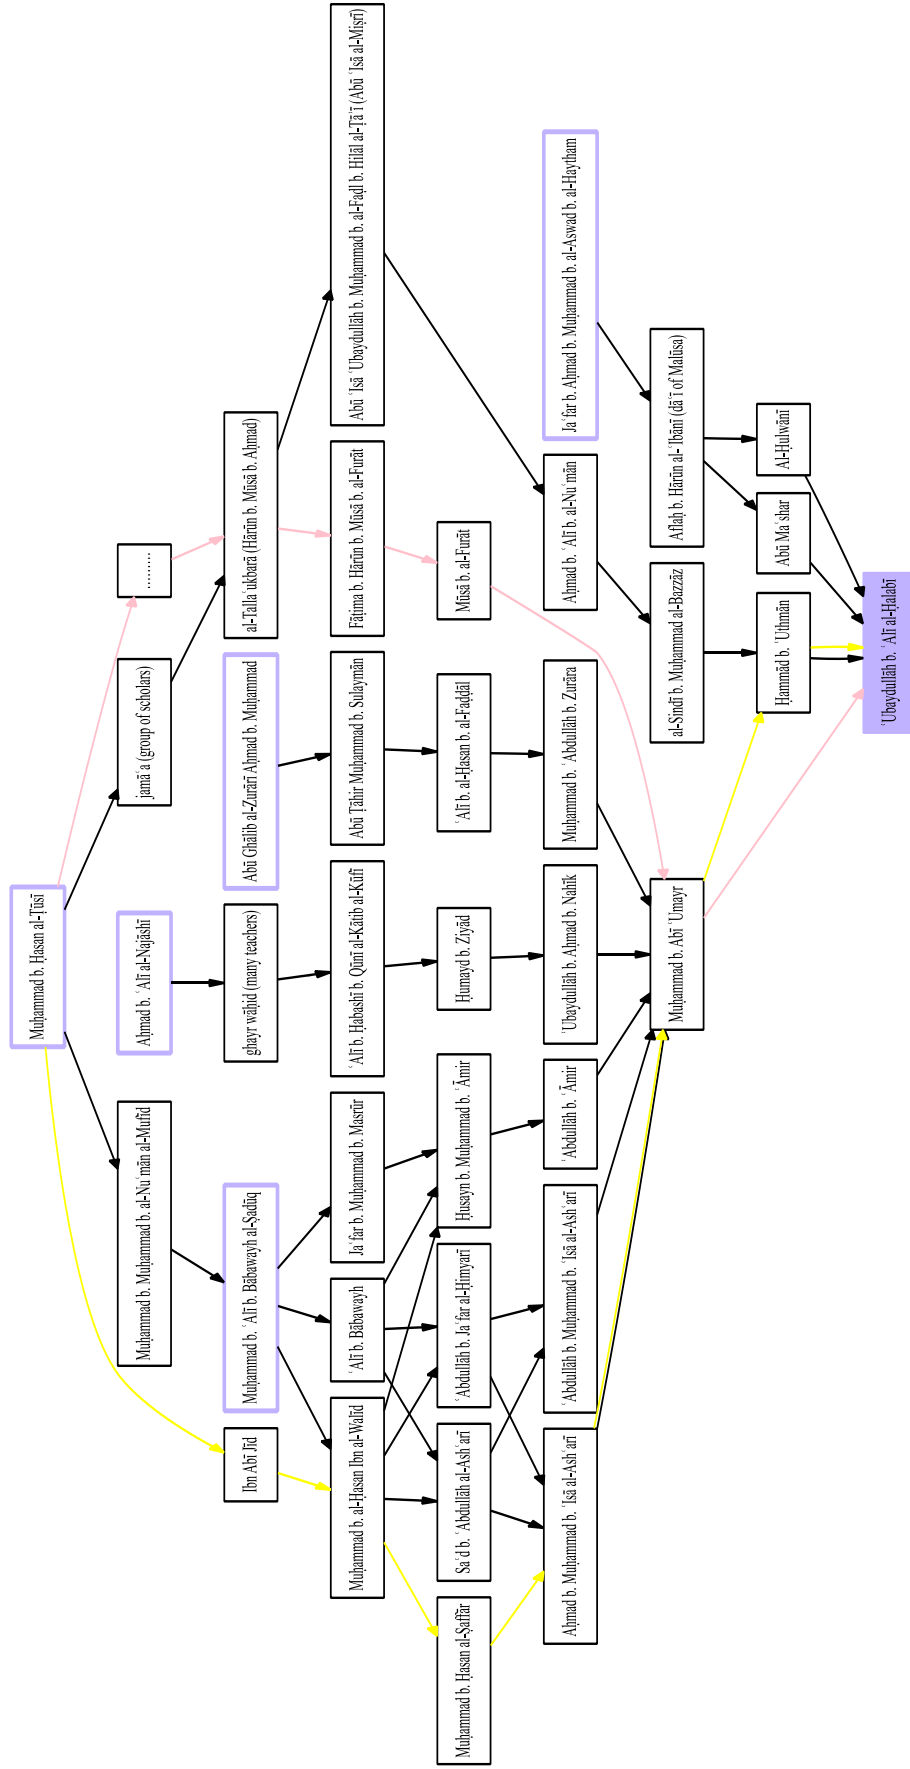 Muḥammad b. Ḥasan al-Ṭūsī
Muḥammad b. Muḥammad b. al-Nuʿmān al-Mufīd
Aḥmad b. ʿAlī al-Najāshī
jamāʿa (group of scholars)
.........
Ibn Abī Jīd
Muḥammad b. ʿAlī b. Bābawayh al-Ṣadūq
ghayr wāḥid (many teachers)
Abū Ghālib al-Zurārī Aḥmad b. Muḥammad
al-Tallaʿukbarā (Hārūn b. Mūsā b. Aḥmad)
Muḥammad b. al-Ḥasan Ibn al-Walīd
ʿAlī b. Bābawayh
Jaʿfar b. Muḥammad b. Masrūr
ʿAlī b. Ḥabashī b. Qūnī al-Kātib al-Kūfī
Abū Ṭāhir Muḥammad b. Sulaymān
Fāṭima b. Hārūn b. Mūsā b. al-Furāt
Abū ʿĪsā ʿUbaydullāh b. Muḥammad b. al-Faḍl b. Hilāl al-Ṭāʾī (Abū ʿĪsā al-Miṣrī)
Muḥammad b. Ḥasan al-Ṣaffār
Saʿd b. ʿAbdullāh al-Ashʿarī
ʿAbdullāh b. Jaʿfar al-Ḥimyarī
Ḥusayn b. Muḥammad b. ʿĀmir
Ḥumayd b. Ziyād
ʿAlī b. al-Ḥasan b. al-Faḍḍāl
Mūsā b. al-Furāt
Aḥmad b. Muḥammad b. ʿĪsā al-Ashʿarī
ʿAbdullāh b. Muḥammad b. ʿĪsā al-Ashʿarī
ʿAbdullāh b. ʿĀmir
ʿUbaydullāh b. Aḥmad b. Nahīk
Muḥammad b. ʿAbdullāh b. Zurāra
Aḥmad b. ʿAlī b. al-Nuʿmān
Jaʿfar b. Aḥmad b. Muḥammad b. al-Aswad b. al-Haytham
Muḥammad b. Abī ʿUmayr
al-Sindī b. Muḥammad al-Bazzāz
Aflaḥ b. Hārūn al-ʿIbānī (dāʿī of Malūsa)
Ḥammād b. ʿUthmān
Abū Maʿshar
Al-Ḥulwānī
ʿUbaydullāh b. ʿAlī al-Ḥalabī